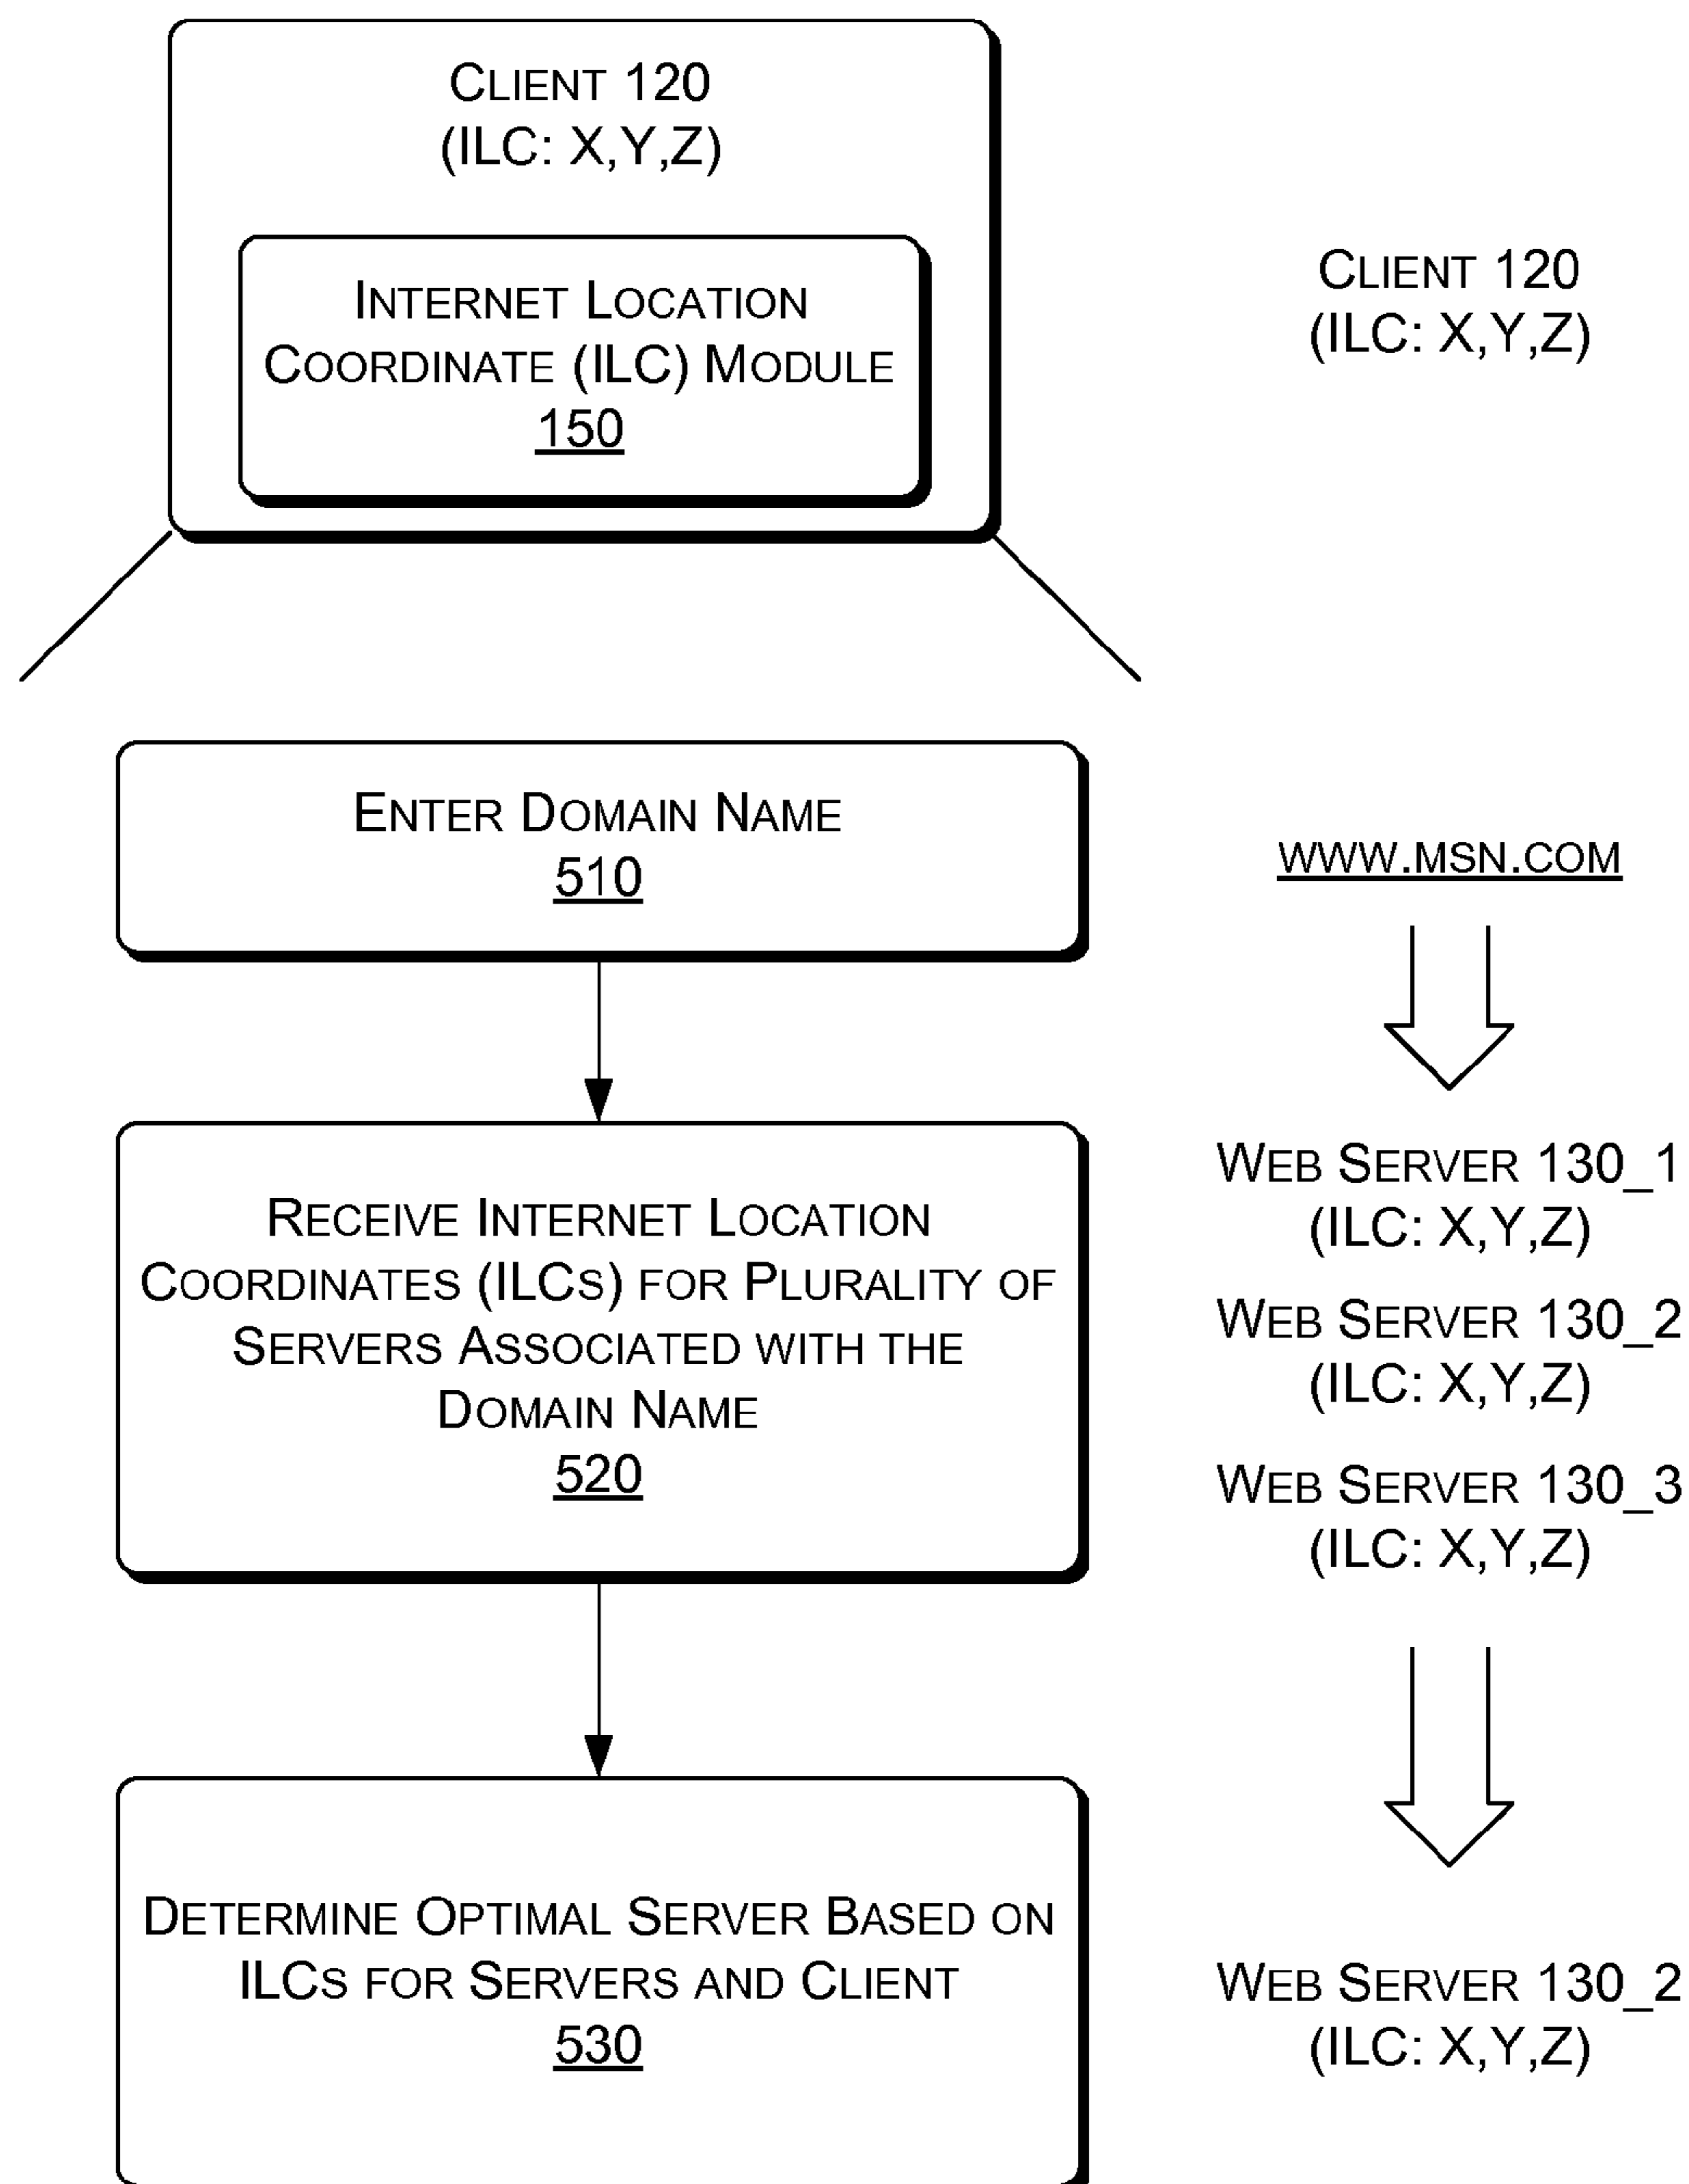 CLIENT 120
(ILC: X,Y,Z)
INTERNET LOCATION
COORDINATE (ILC) MODULE
150
CLIENT 120
(ILC: X,Y,Z)
ENTER DOMAIN NAME
510
WWW.MSN.COM
RECEIVE INTERNET LOCATION
COORDINATES (ILCS) FOR PLURALITY OF
SERVERS ASSOCIATED WITH THE
DOMAIN NAME
520
WEB SERVER 130_1
(ILC: X,Y,Z)
WEB SERVER 130_2
(ILC: X,Y,Z)
WEB SERVER 130_3
(ILC: X,Y,Z)
DETERMINE OPTIMAL SERVER BASED ON
ILCS FOR SERVERS AND CLIENT
530
WEB SERVER 130_2
(ILC: X,Y,Z)